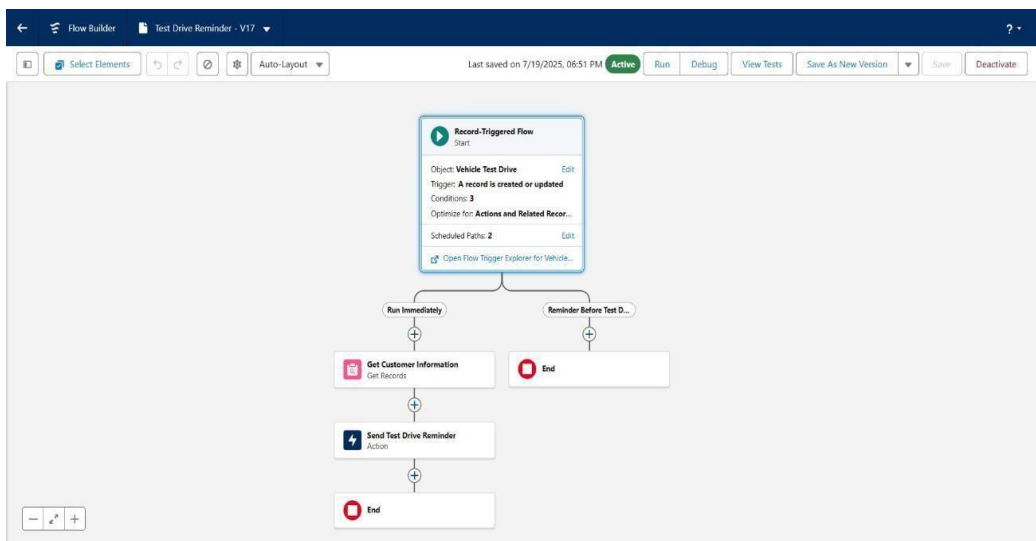 Flow Builder Test Drive Reminder - V17 ?
Select Elements Auto-Layout Last saved on 7/19/2025, 06:51 PM Active Run Debug View Tests Save As New Version Save Deactivate
Record-Triggered Flow
Start
Object: Vehicle Test Drive Edit
Trigger: A record is created or updated
Conditions: 3
Optimize for: Actions and Related Recor...
Scheduled Paths: 2 Edit
Open Flow Trigger Explorer for Vehicle...
Run Immediately Reminder Before Test D...
Get Customer Information
Get Records
End
Send Test Drive Reminder
Action
End